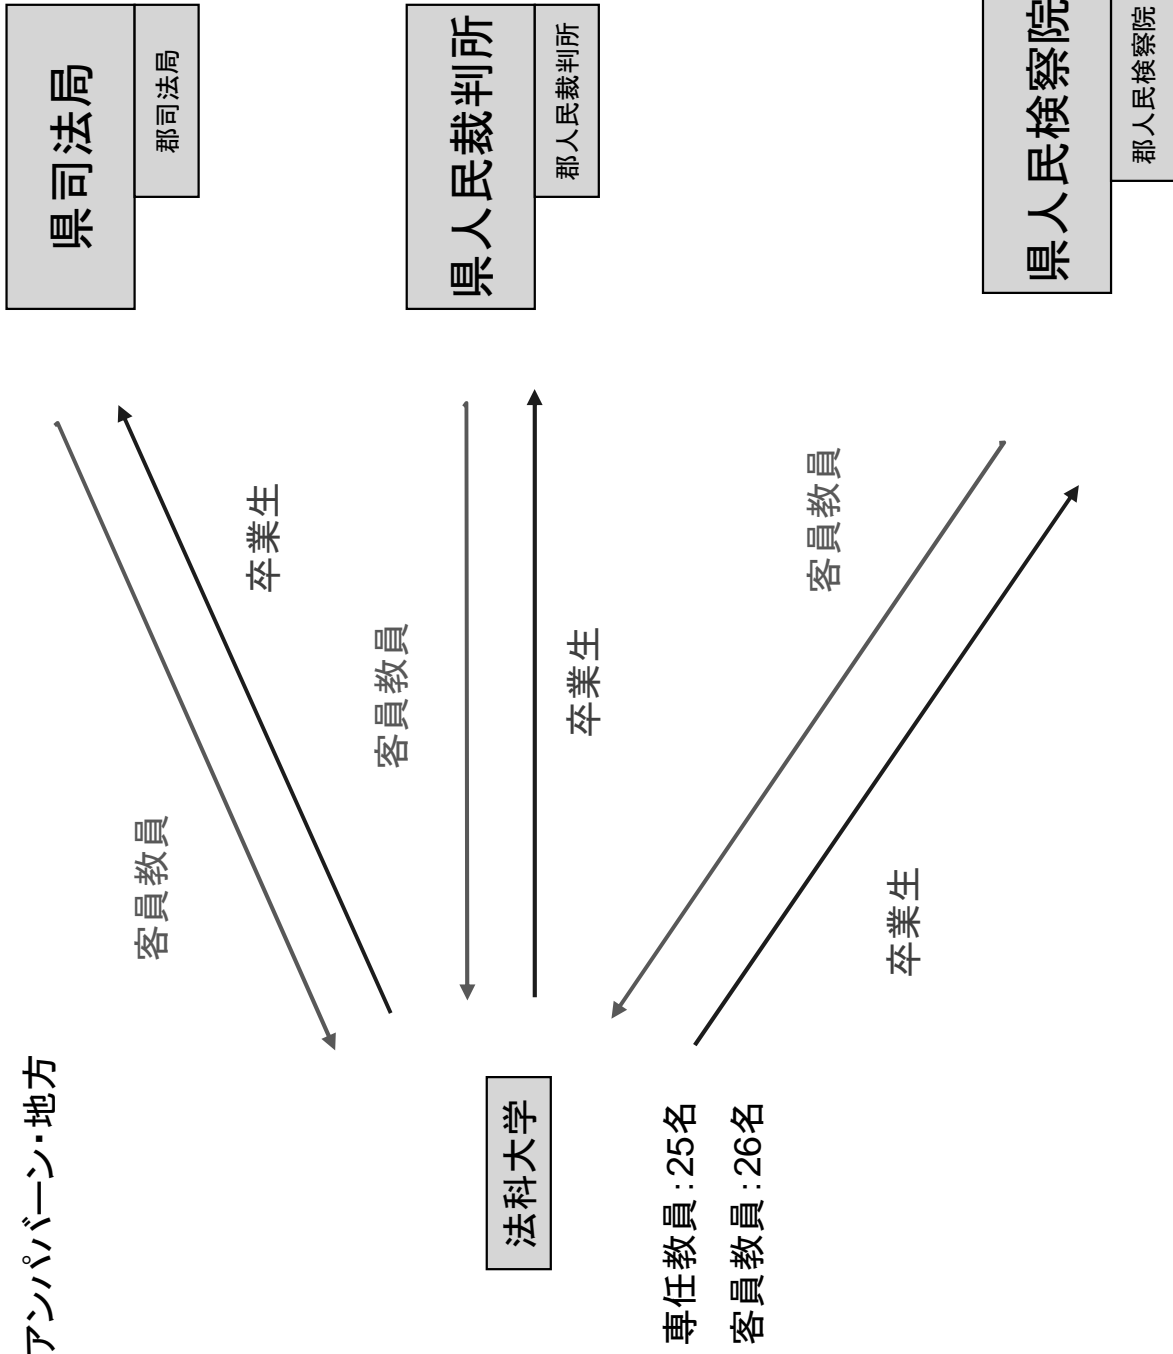 アンパバーン・地方
県司法局
郡司法局
客員教員
卒業生
客員教員
県人民裁判所
郡人民裁判所
法科大学
卒業生
専任教員:25名
客員教員:26名
客員教員
卒業生
県人民検察院
郡人民検察院